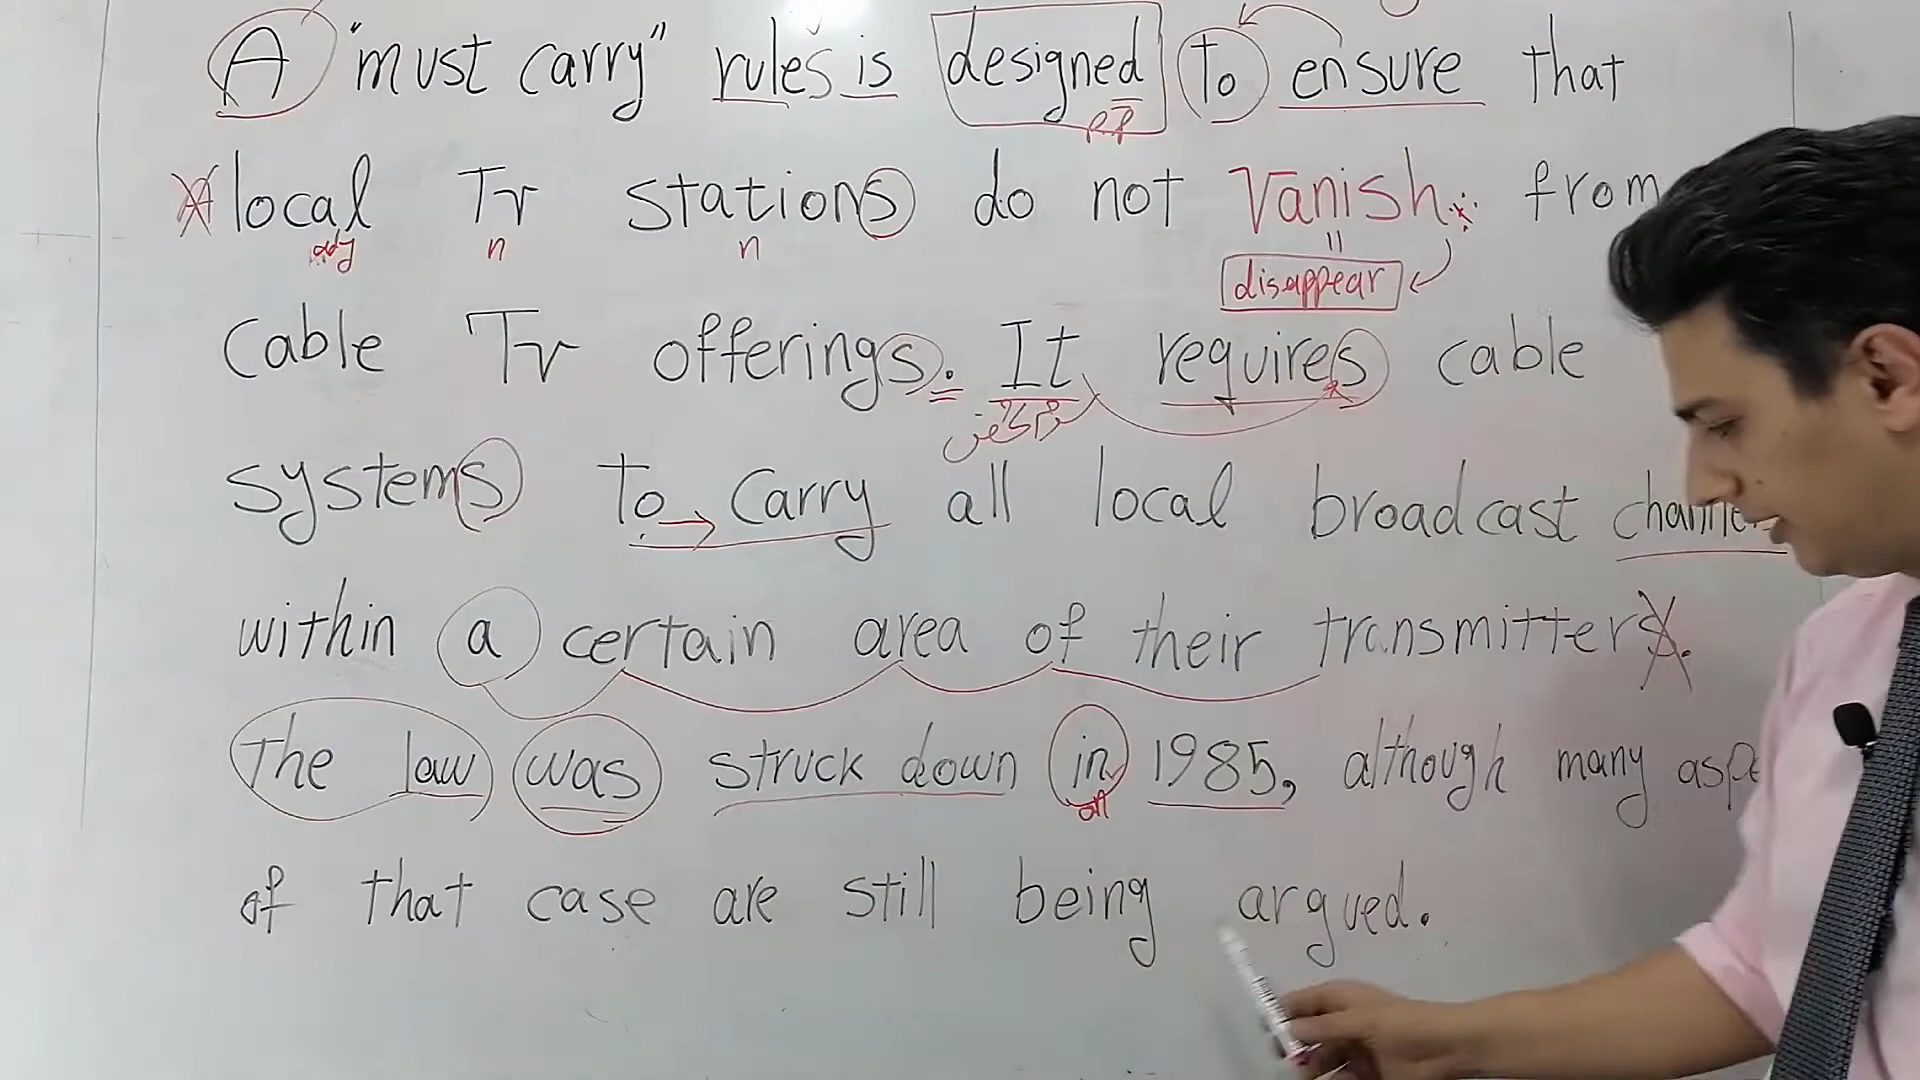 A "must carry" rules is designed to ensure that
p.p
local Tv stations do not Vanish from
adj n n
disappear
Cable Tv offerings. It requires cable
systems to carry all local broadcast
within a certain area of their transmitters.
The law was struck down in 1985, although many
on
of that case are still being argued.